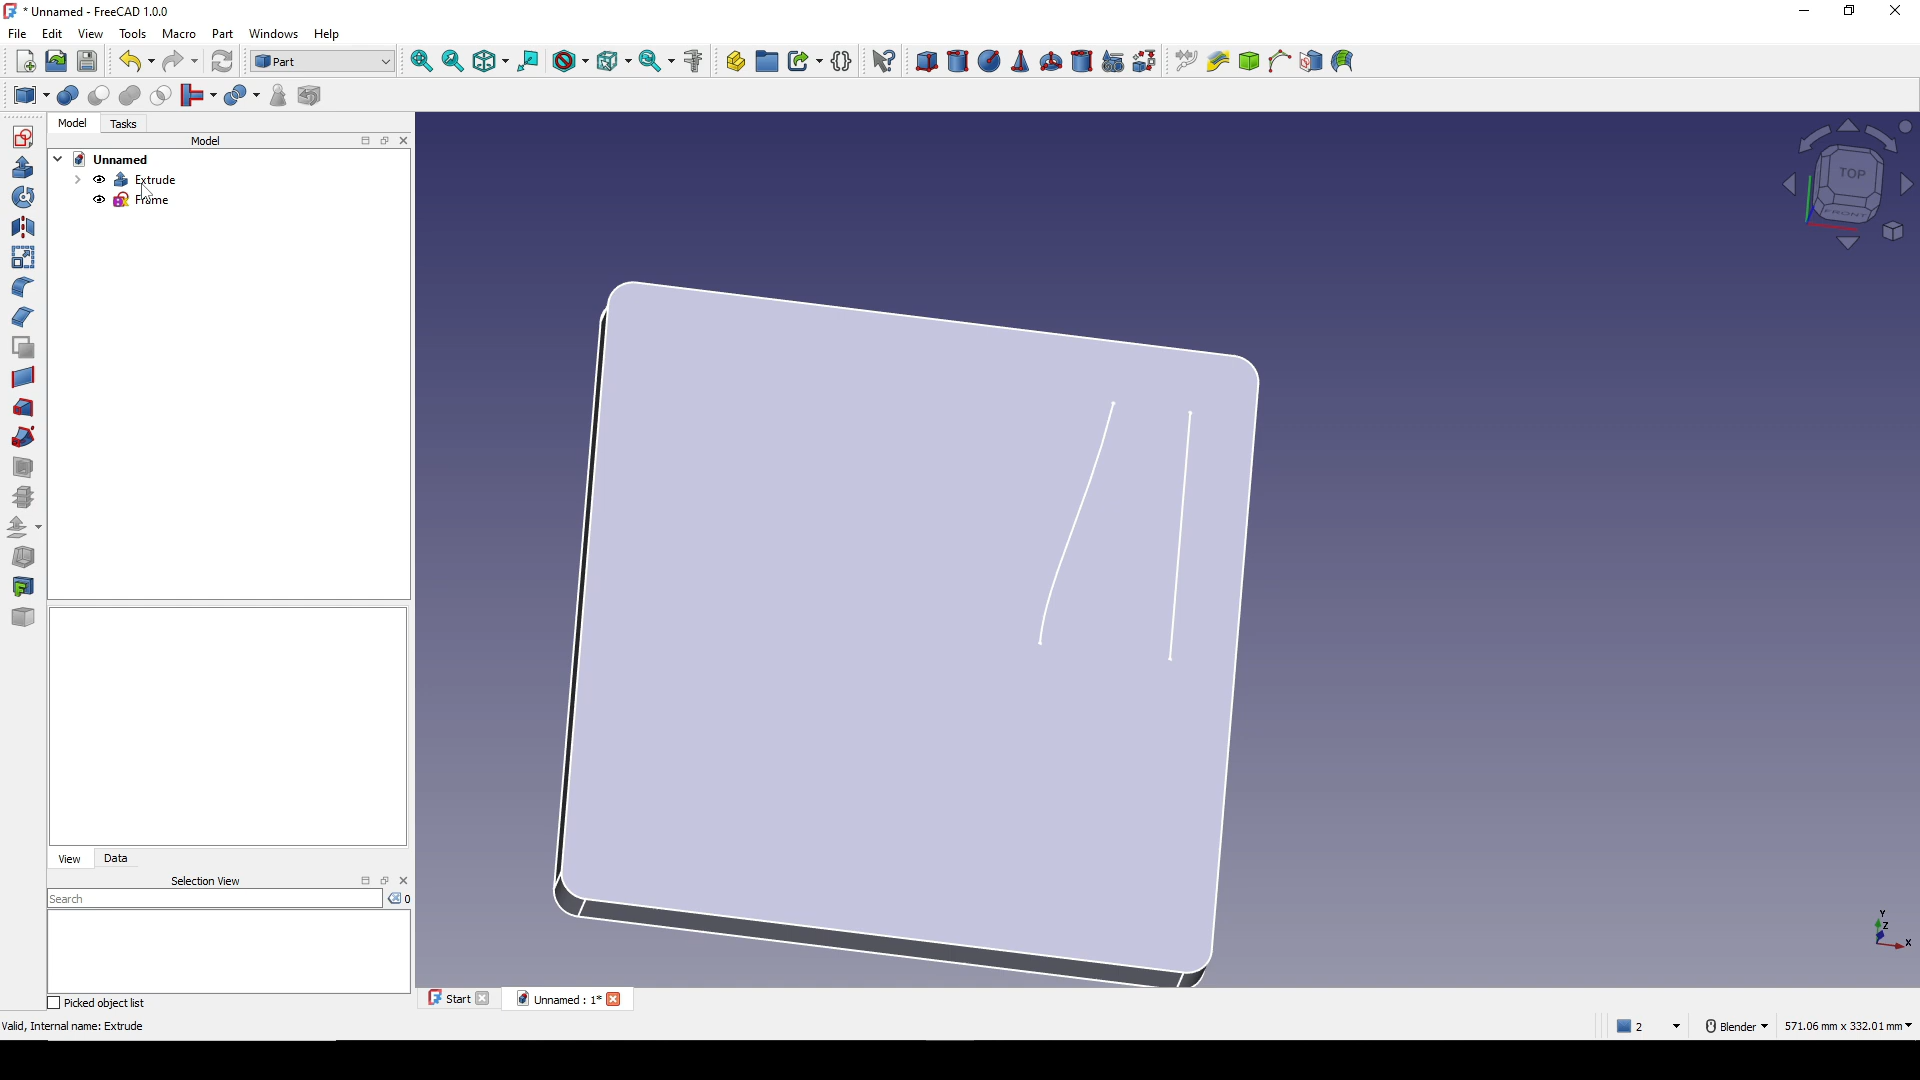 * Unnamed - FreeCAD 1.0.0
File Edit View Tools Macro Part Windows Help
Part
Model Tasks
Model
Unnamed
Extrude
Frame
TOP
FRONT
View Data
Selection View
Search
0
Picked object list
Start
Unnamed : 1*
Y
Z
X
Valid, Internal name: Extrude
2
Blender
571.06 mm x 332.01 mm